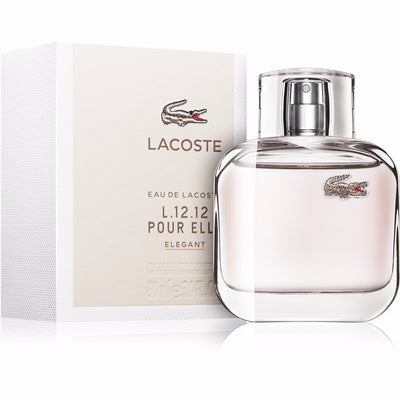 LACOSTE
EAU DE LACOST
L.12.12
POUR ELL
ELEGANT